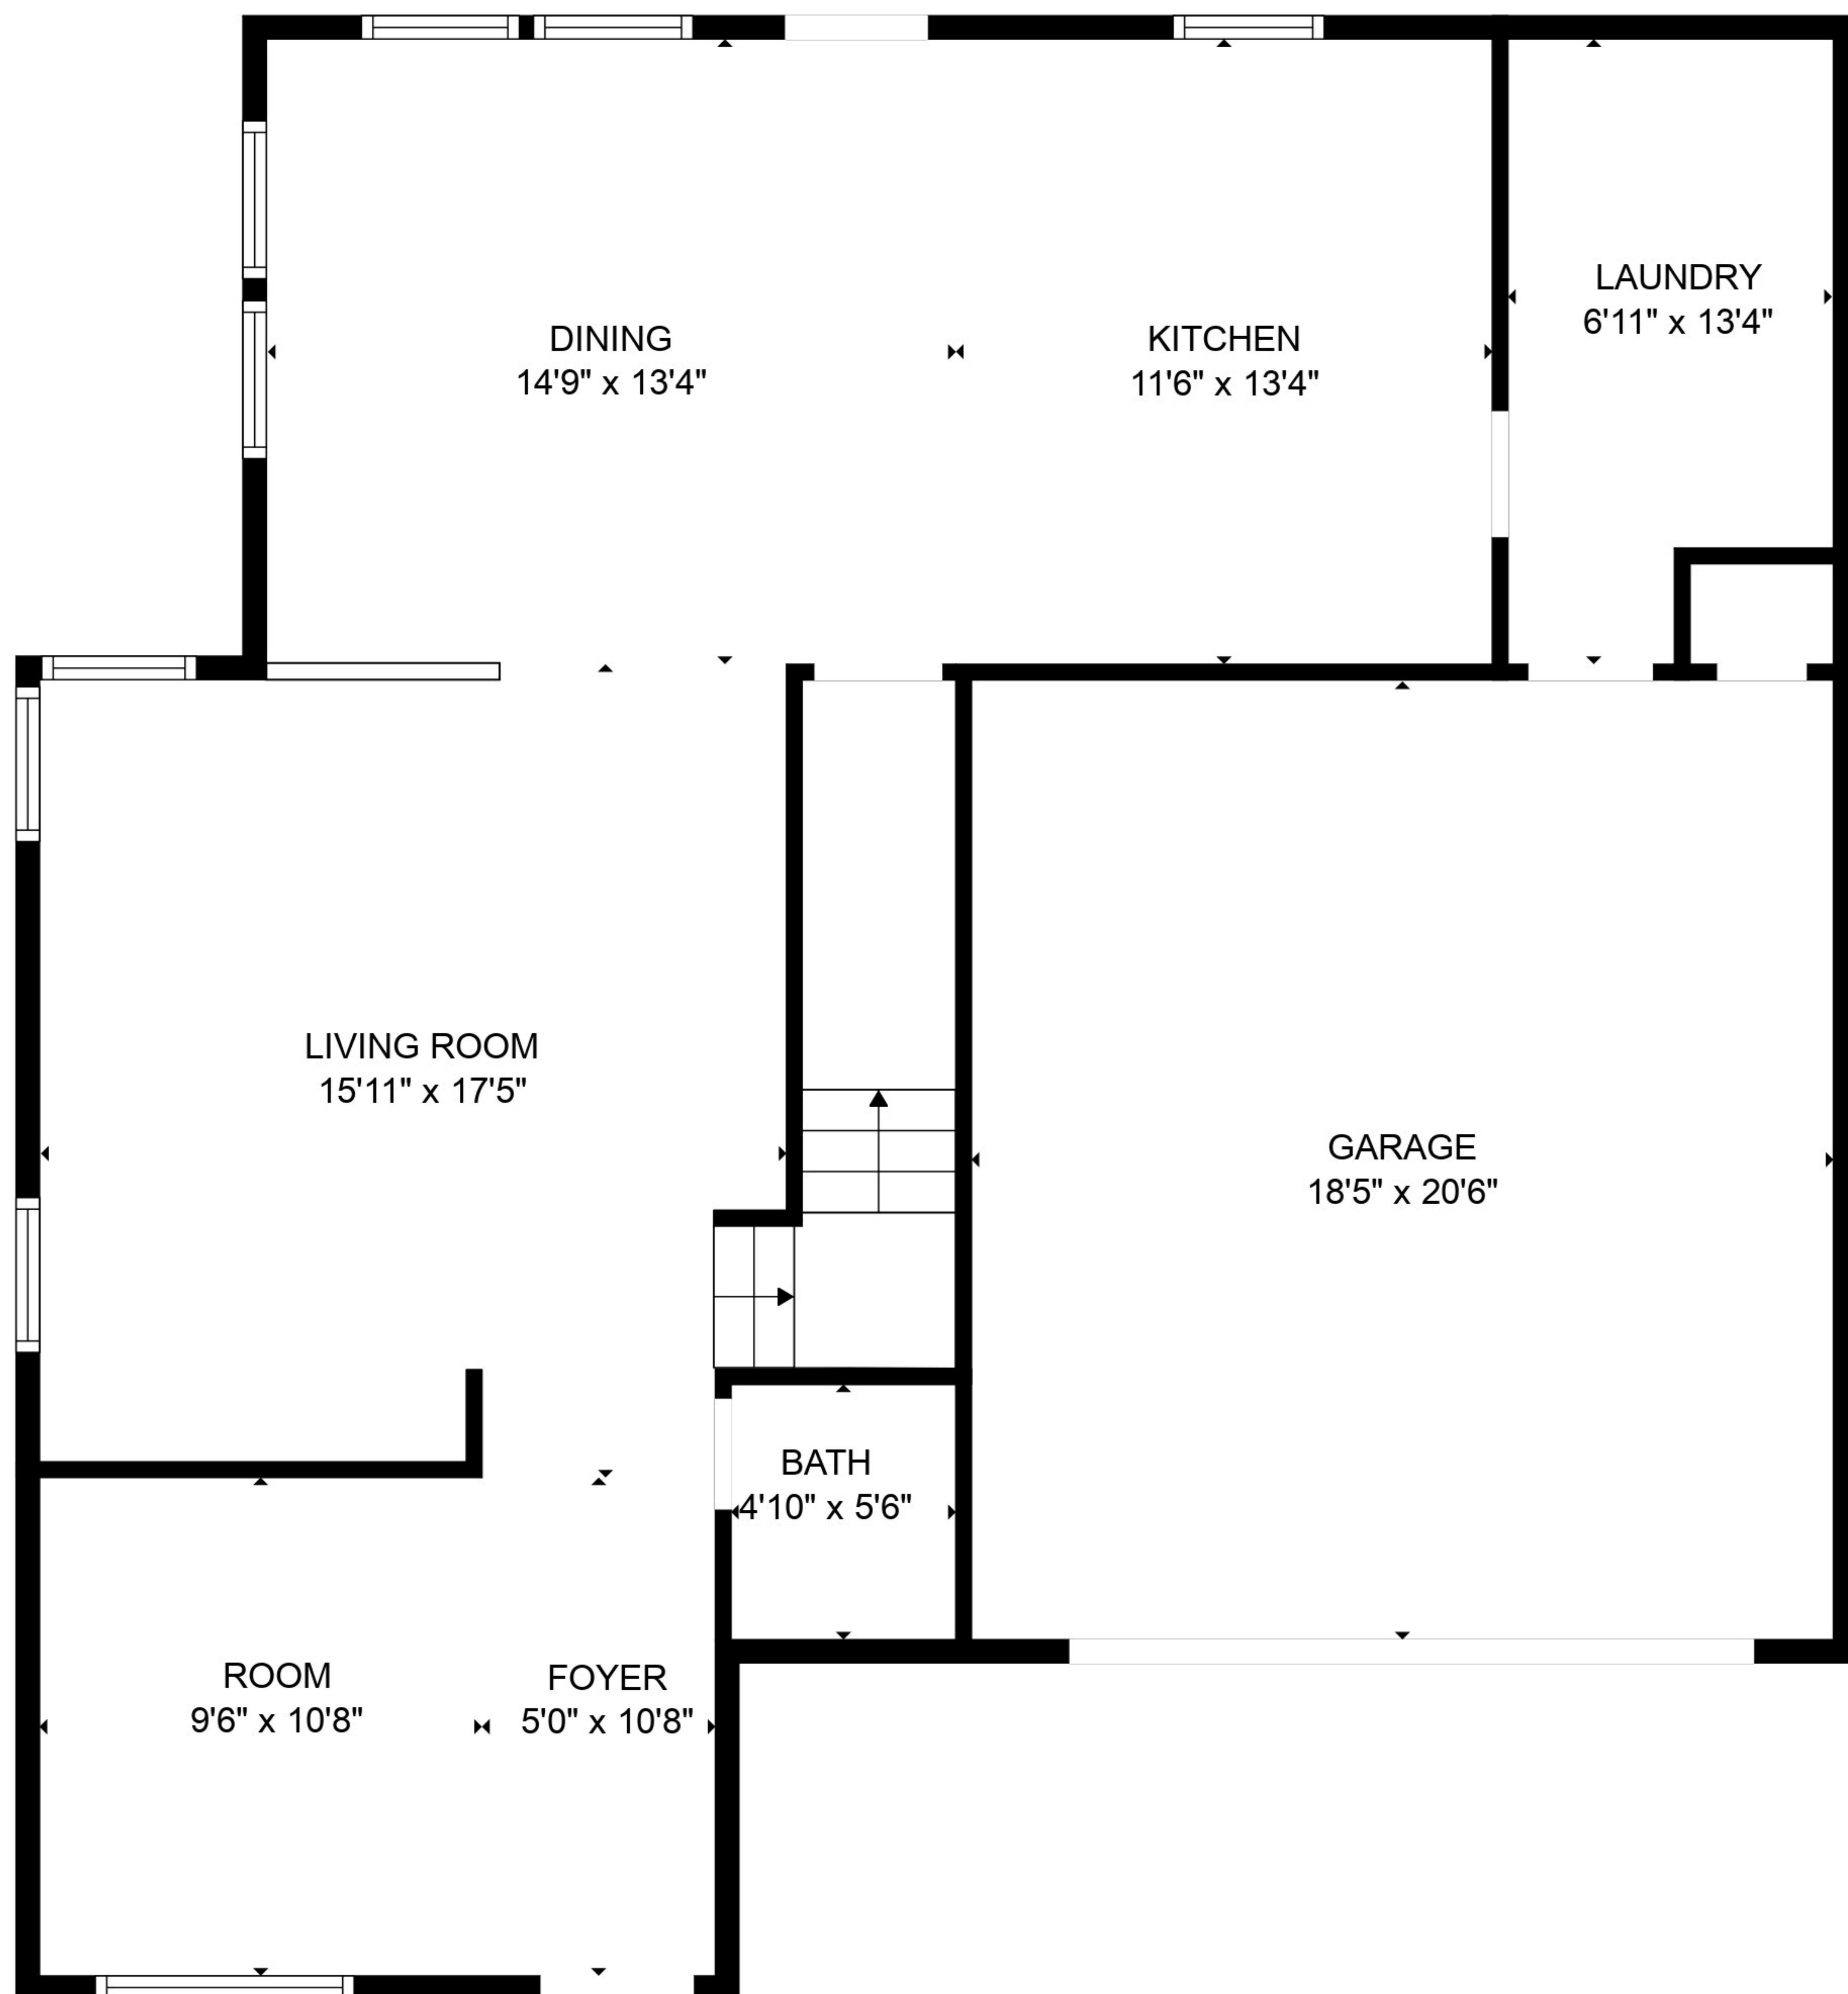 LAUNDRY
6'11" x 13'4"
DINING
14'9" x 13'4"
KITCHEN
11'6" x 13'4"
LIVING ROOM
15'11" x 17'5"
GARAGE
18'5" x 20'6"
BATH
4'10" x 5'6"
ROOM
9'6" x 10'8"
FOYER
5'0" x 10'8"